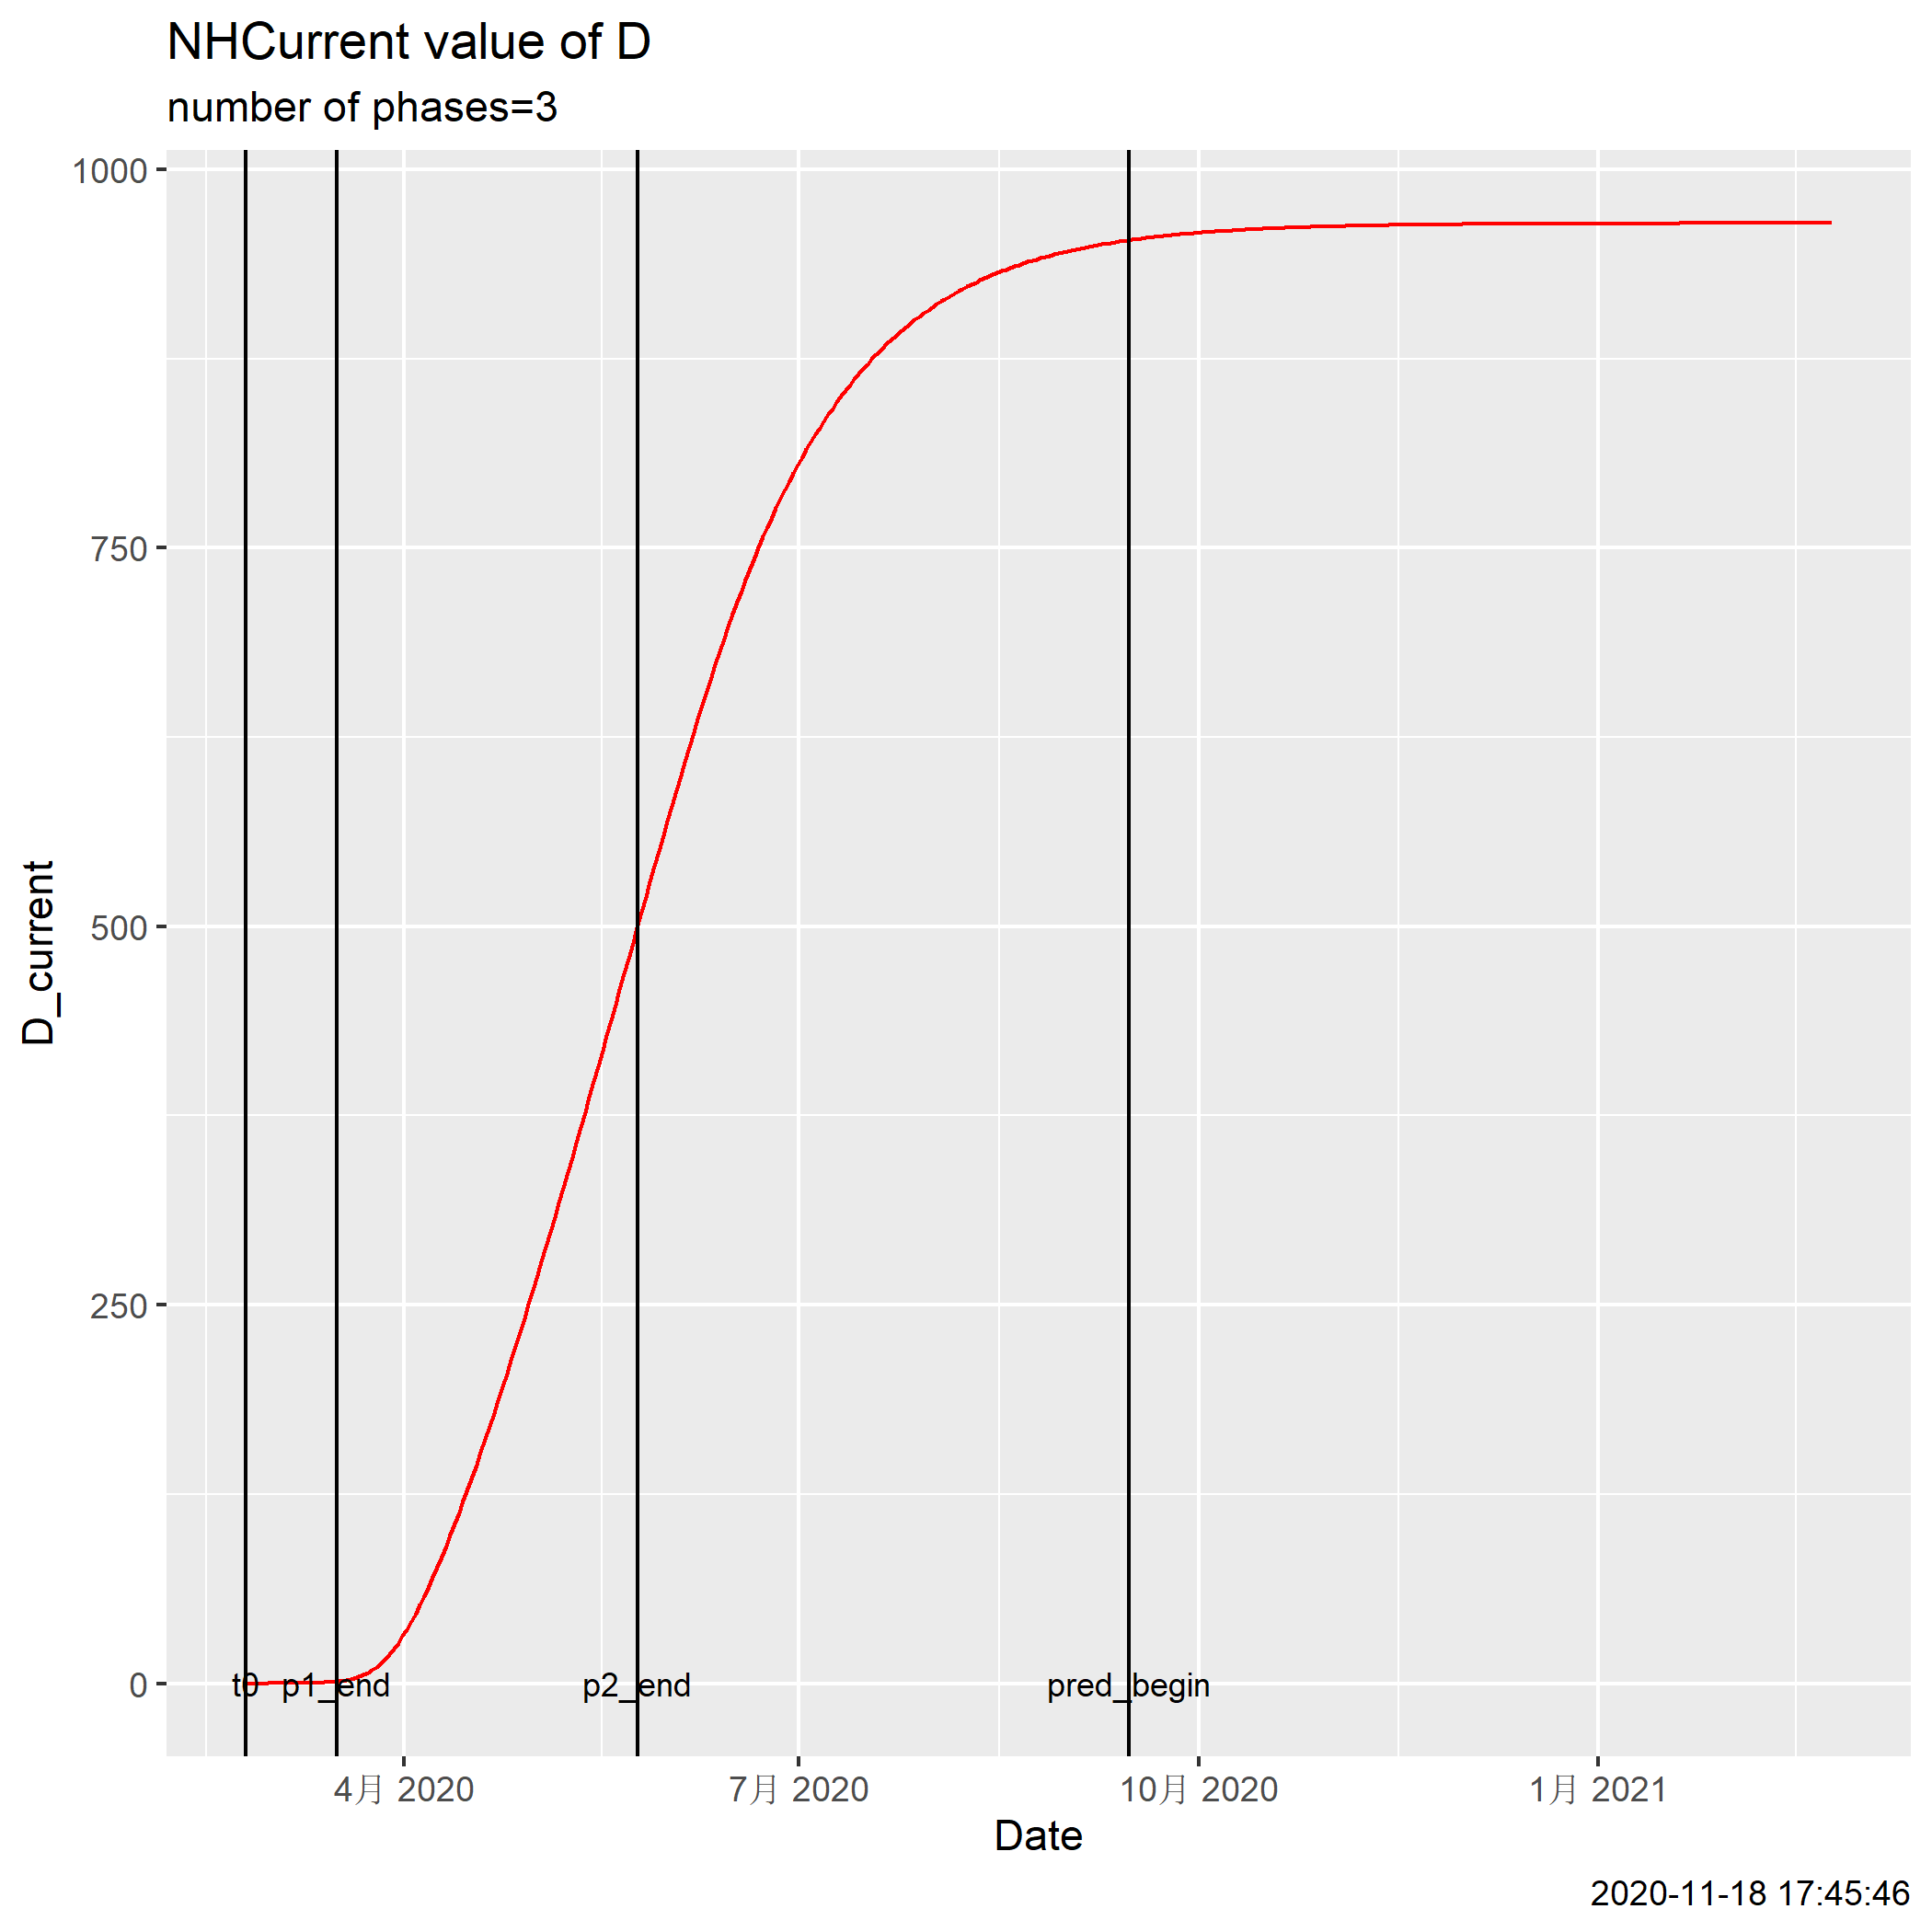 NHCurrent value of D
number of phases=3
1000
750
500
250
0
D_current
t0 p1_end p2_end pred_begin
4月 2020 7月 2020 10月 2020 1月 2021
Date
2020-11-18 17:45:46